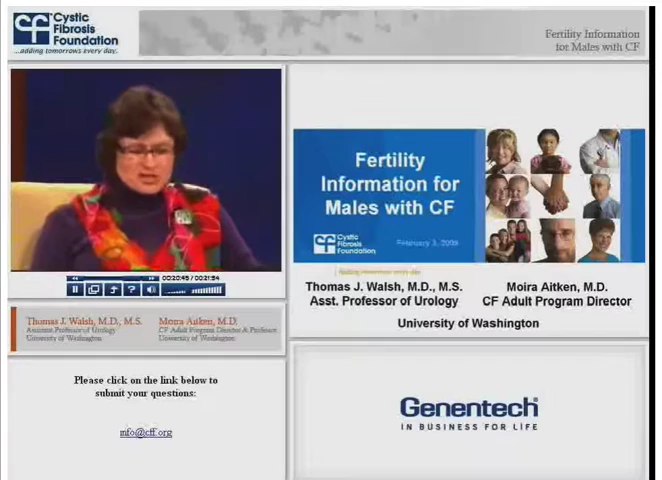 Cystic
Fibrosis
Foundation
...adding tomorrows every day.
Fertility Information
for Males with CF
Fertility
Information for
Males with CF
Cystic
Fibrosis
Foundation
Thomas J. Walsh, M.D., M.S.
Asst. Professor of Urology
Moira Aitken, M.D.
CF Adult Program Director
University of Washington
00:20:45 / 00:21:54
Thomas J. Walsh, M.D., M.S.
Assistant Professor of Urology
University of Washington
Moira Aitken, M.D.
CF Adult Program Director & Professor
University of Washington
Please click on the link below to
submit your questions:
info@cff.org
Genentech
IN BUSINESS FOR LIFE